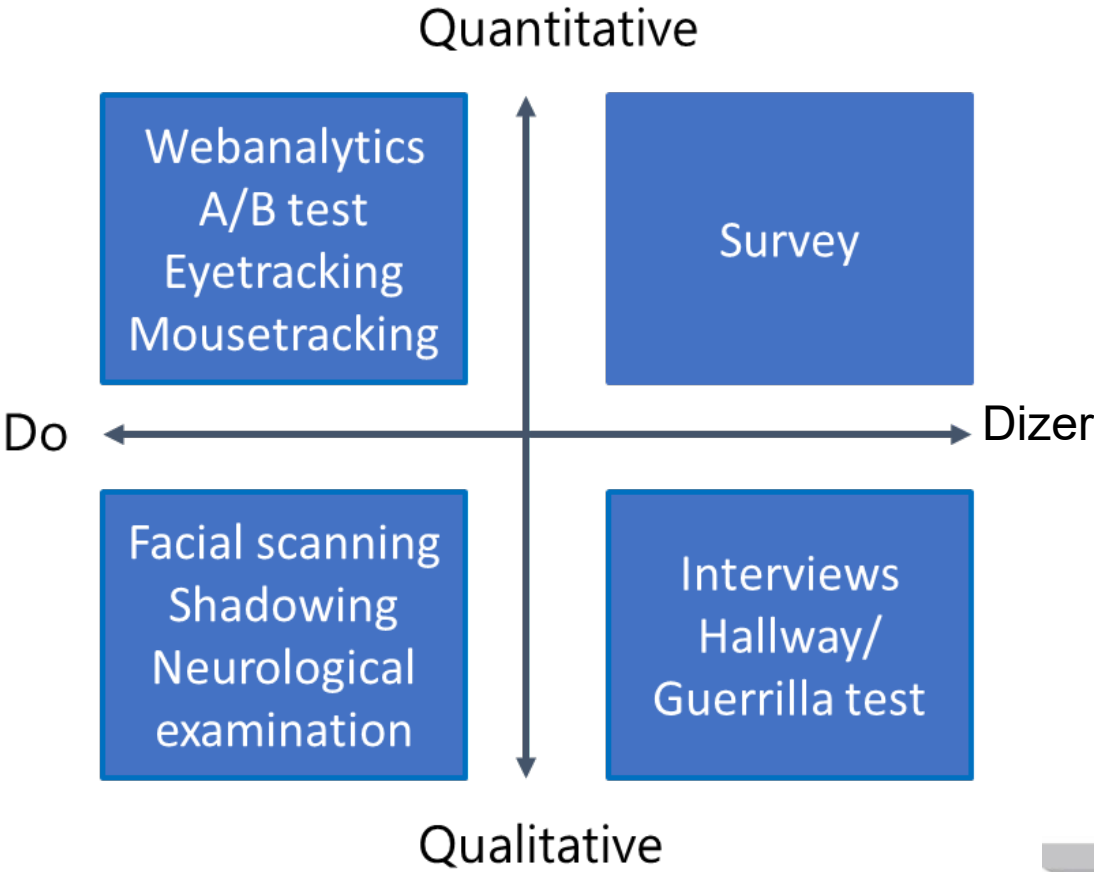 Quantitative
Webanalytics
A/B test
Eyetracking
Mousetracking
Survey
Do
Dizer
Facial scanning
Shadowing
Neurological
examination
Interviews
Hallway/
Guerrilla test
Qualitative